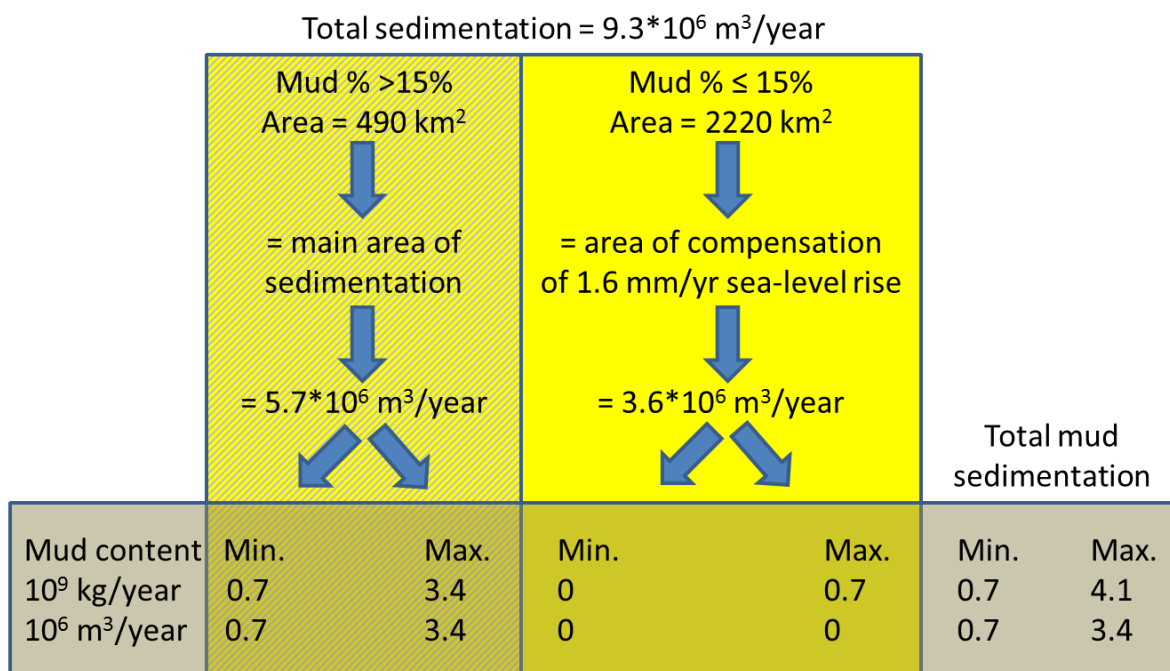 Total sedimentation = 9.3*10⁶ m³/year
Mud % >15%
Area = 490 km²
= main area of
sedimentation
= 5.7*10⁶ m³/year
Mud % ≤ 15%
Area = 2220 km²
= area of compensation
of 1.6 mm/yr sea-level rise
= 3.6*10⁶ m³/year
Total mud
sedimentation
Mud content Min. Max. Min. Max. Min. Max.
10⁹ kg/year 0.7 3.4 0 0.7 0.7 4.1
10⁶ m³/year 0.7 3.4 0 0 0.7 3.4